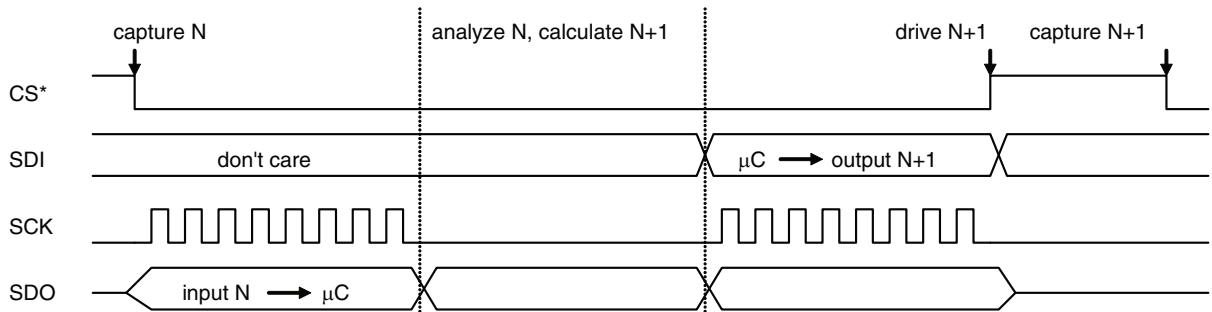 capture N analyze N, calculate N+1 drive N+1 capture N+1
CS*
SDI don't care μC output N+1
SCK
SDO input N μC